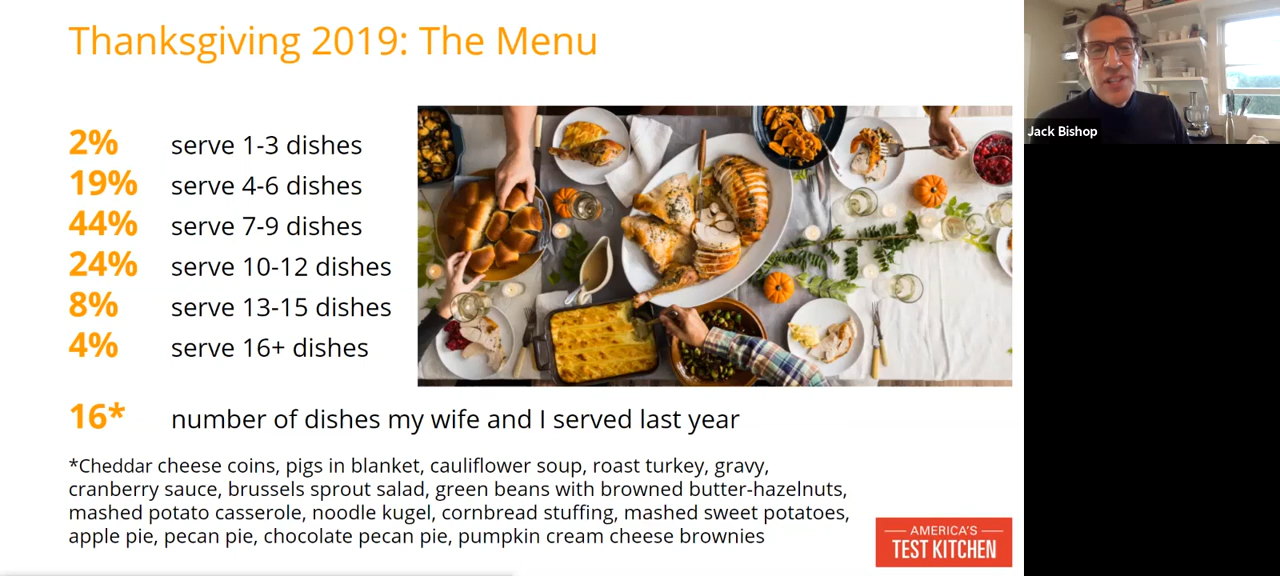 Thanksgiving 2019: The Menu
2% serve 1-3 dishes
19% serve 4-6 dishes
44% serve 7-9 dishes
24% serve 10-12 dishes
8% serve 13-15 dishes
4% serve 16+ dishes
16* number of dishes my wife and I served last year
*Cheddar cheese coins, pigs in blanket, cauliflower soup, roast turkey, gravy,
cranberry sauce, brussels sprout salad, green beans with browned butter-hazelnuts,
mashed potato casserole, noodle kugel, cornbread stuffing, mashed sweet potatoes,
apple pie, pecan pie, chocolate pecan pie, pumpkin cream cheese brownies
AMERICA'S
TEST KITCHEN
Jack Bishop